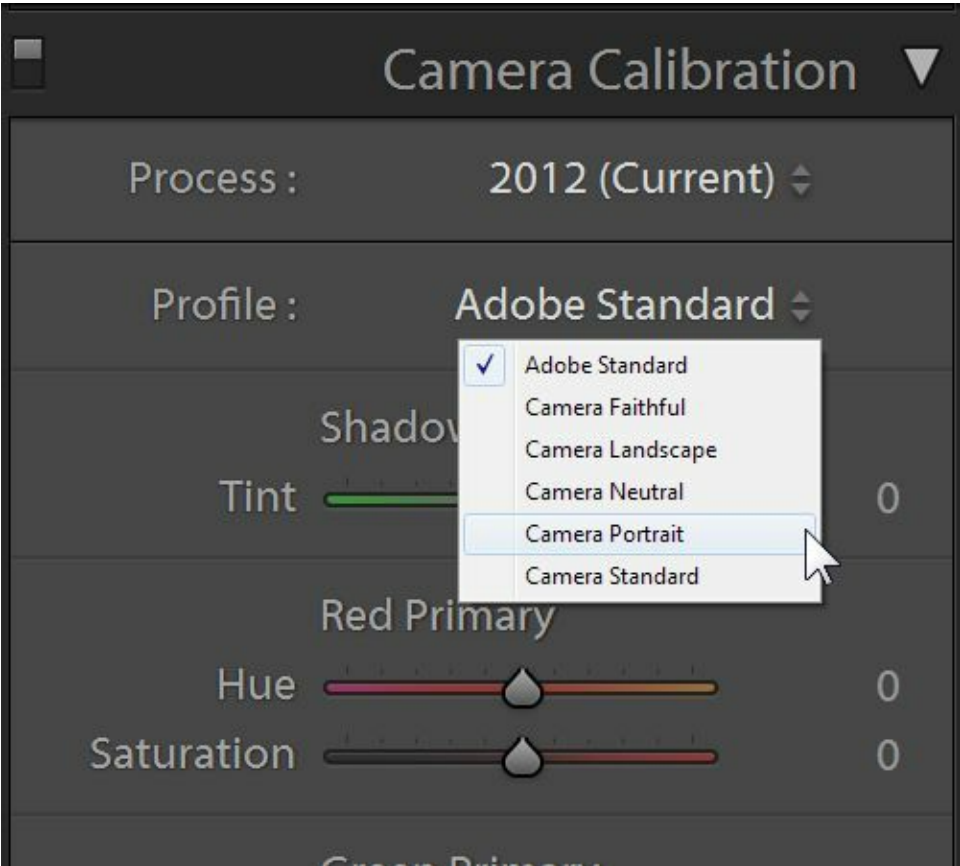 Camera Calibration
Process : 2012 (Current)
Profile : Adobe Standard
Adobe Standard
Camera Faithful
Camera Landscape
Camera Neutral
Camera Portrait
Camera Standard
Tint 0
Red Primary
Hue 0
Saturation 0